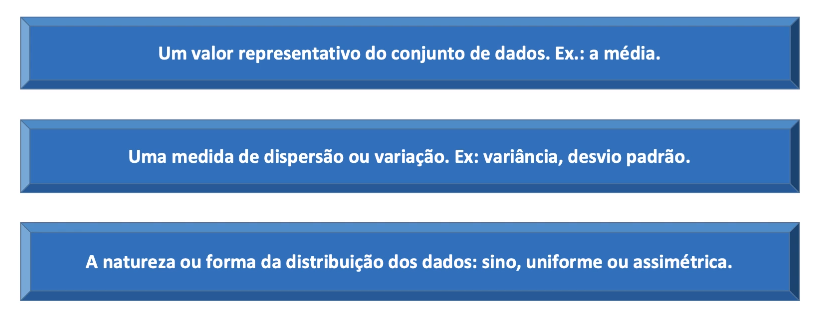 Um valor representativo do conjunto de dados. Ex.: a média.
Uma medida de dispersão ou variação. Ex: variância, desvio padrão.
A natureza ou forma da distribuição dos dados: sino, uniforme ou assimétrica.